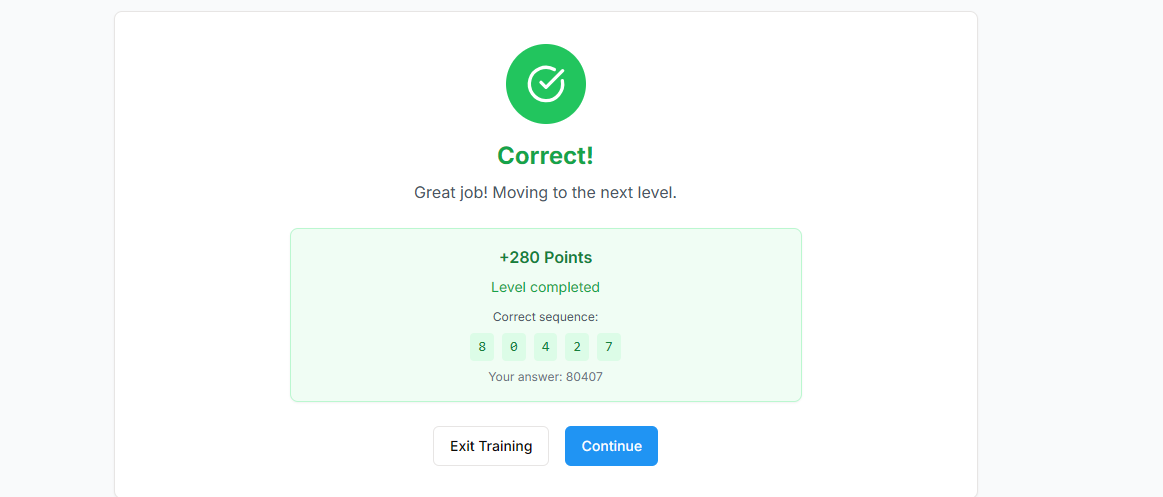 Correct!
Great job! Moving to the next level.
+280 Points
Level completed
Correct sequence:
8 0 4 2 7
Your answer: 80407
Exit Training Continue